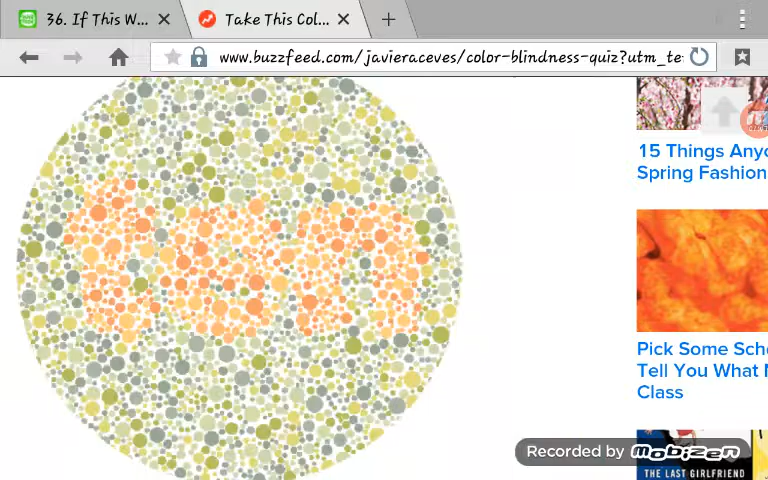 36. If This W...
Take This Col...
www.buzzfeed.com/javieraceves/color-blindness-quiz?utm_te
15 Things Anyo
Spring Fashion
Pick Some Scho
Tell You What M
Class
THE LAST GIRLFRIEND
Recorded by
MOBIZEN